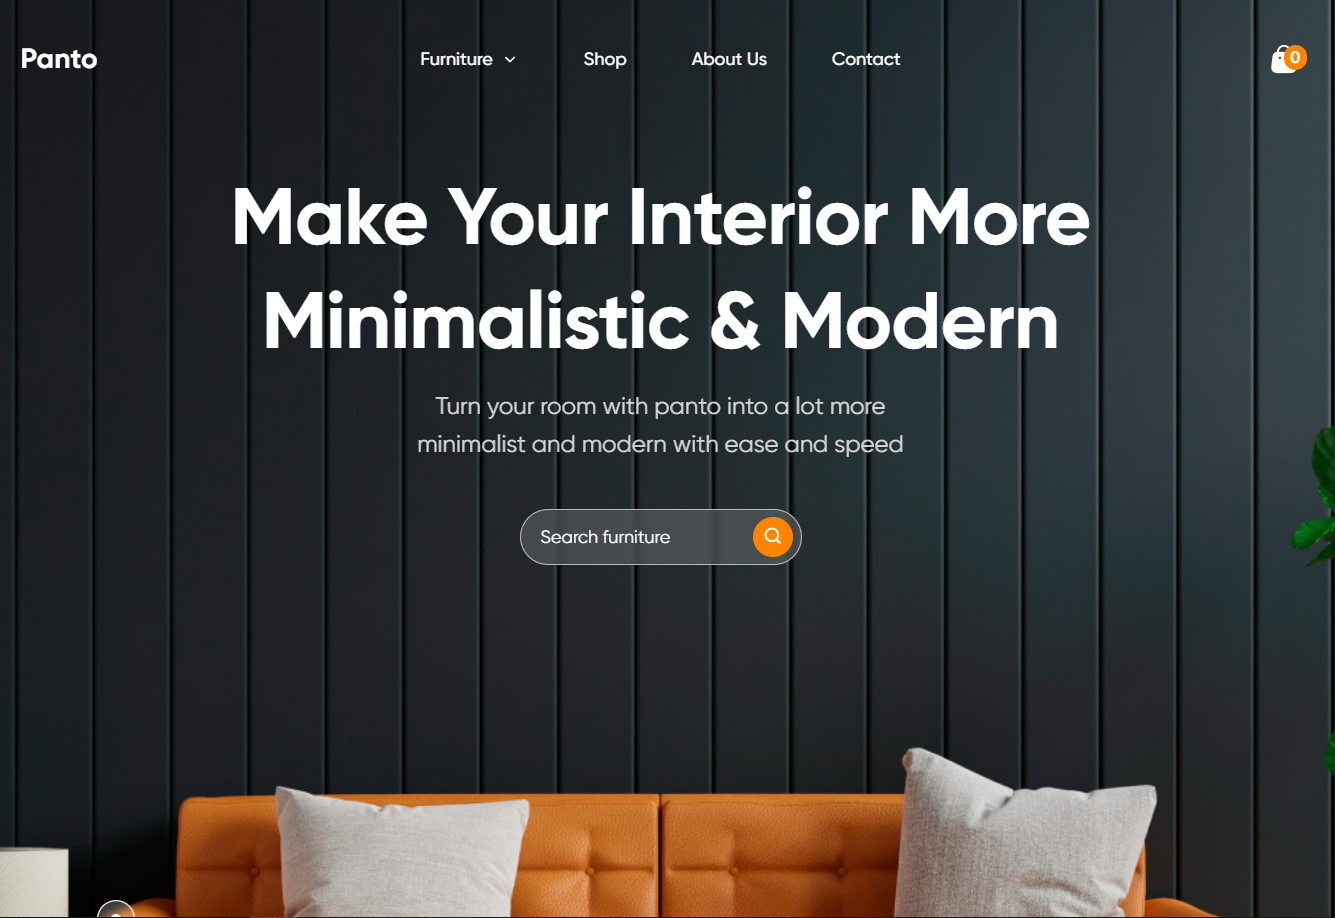 Panto
Furniture
Shop
About Us
Contact
0
Make Your Interior More
Minimalistic & Modern
Turn your room with panto into a lot more
minimalist and modern with ease and speed
Search furniture